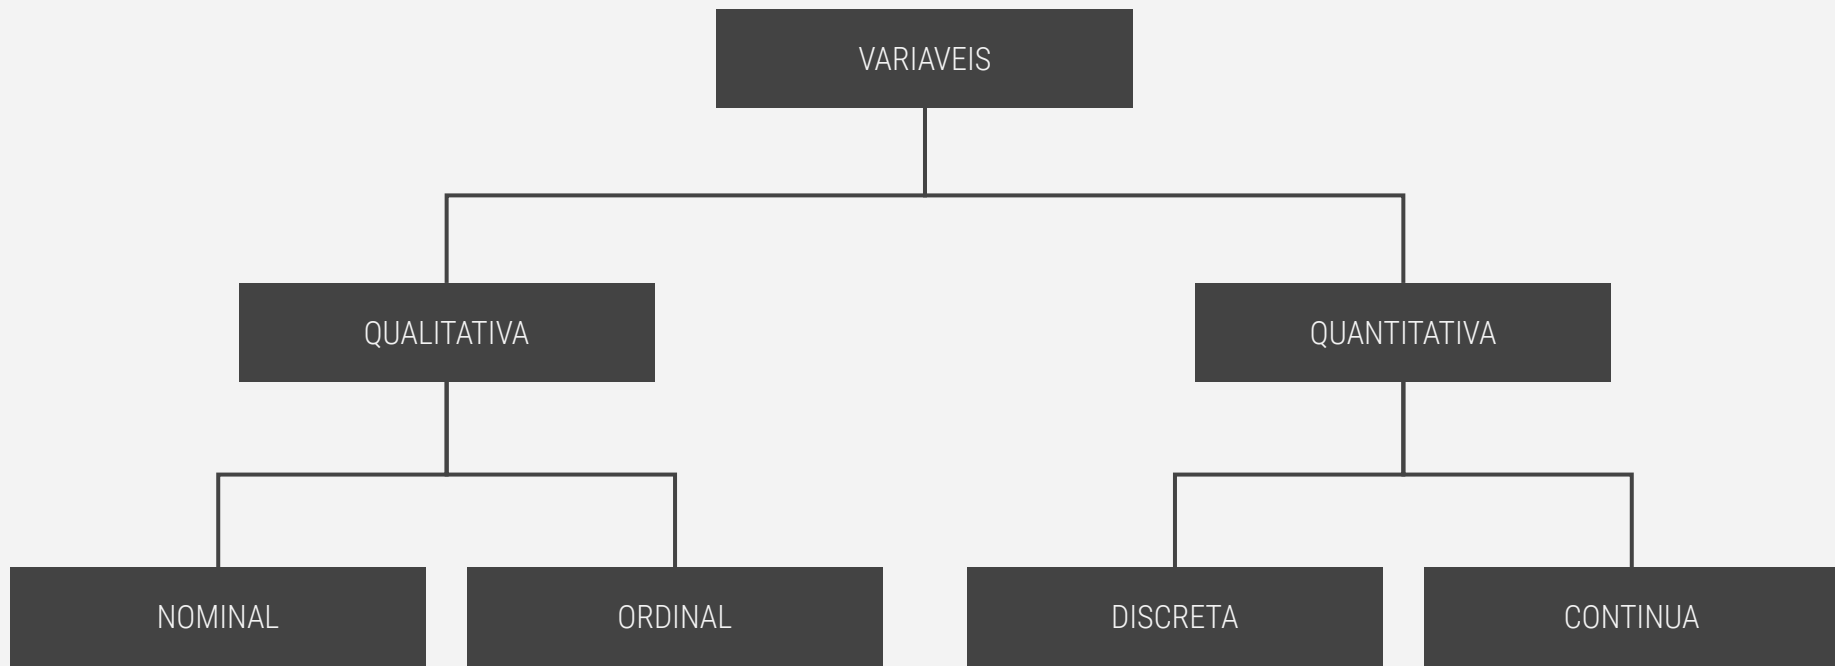 VARIAVEIS
QUALITATIVA
QUANTITATIVA
NOMINAL
ORDINAL
DISCRETA
CONTINUA